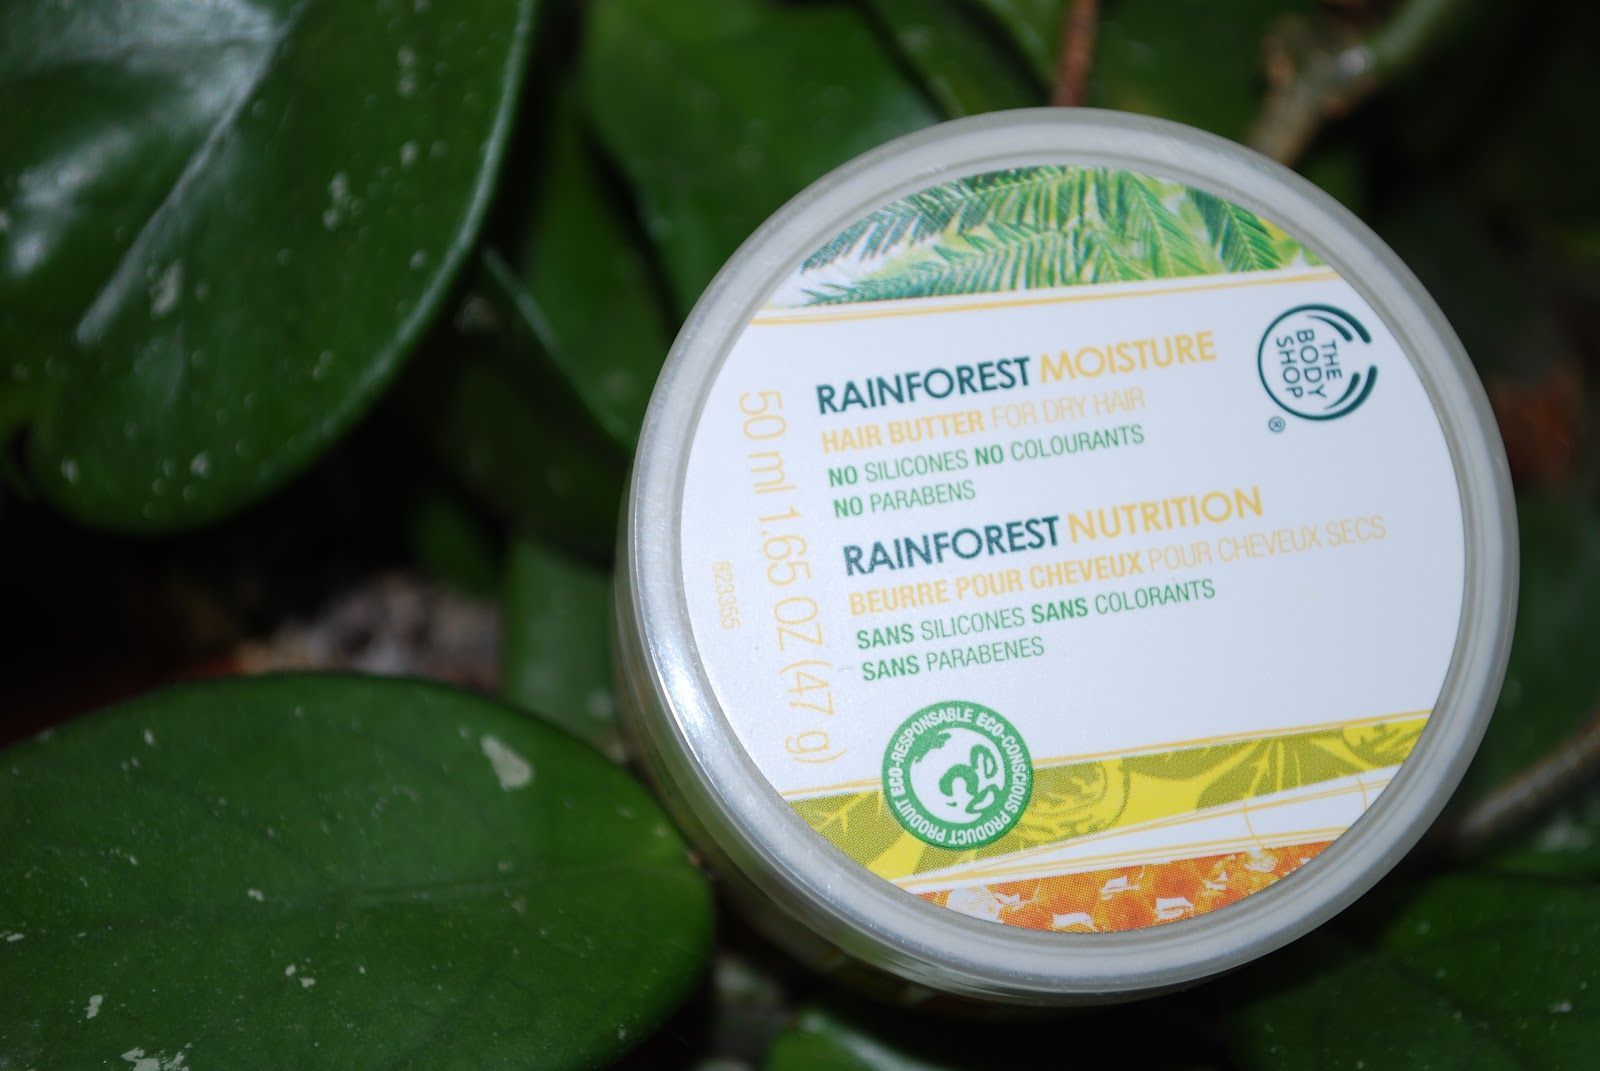 RAINFOREST MOISTURE
HAIR BUTTER FOR DRY HAIR
NO SILICONES NO COLOURANTS
NO PARABENS
RAINFOREST NUTRITION
BEURRE POUR CHEVEUX POUR CHEVEUX SECS
SANS SILICONES SANS COLORANTS
SANS PARABENES
THE
BODY
SHOP
®
50 ml 1.65 OZ (47 g)
823356
PRODUIT ECO-RESPONSABLE ECO-CONSCIOUS PRODUCT